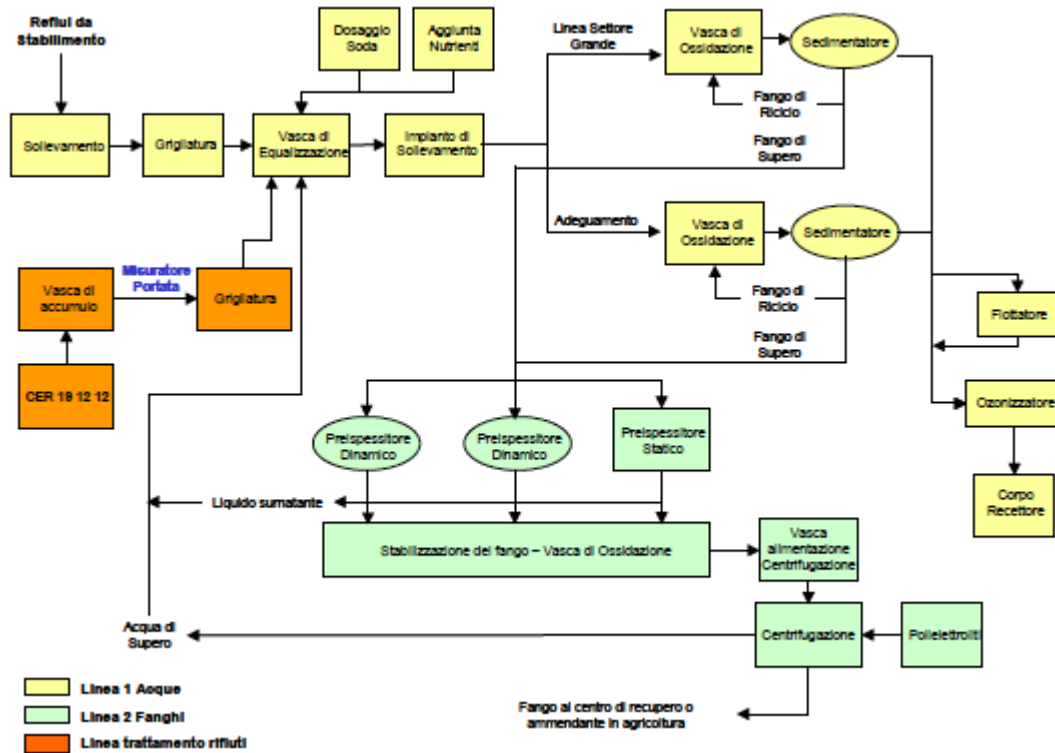 Reflui da
Stabilimento
Dosaggio
Soda
Aggiunta
Nutrienti
Linea Settore
Grande
Vasca di
Ossidazione
Sedimentatore
Fango di
Riciclo
Fango di
Supero
Sollevamento
Grigliatura
Vasca di
Equalizzazione
Impianto di
Sollevamento
Adeguamento
Vasca di
Ossidazione
Sedimentatore
Fango di
Riciclo
Fango di
Supero
Vasca di
accumulo
Misuratore
Portata
Grigliatura
Flottatore
CER 19 12 12
Ozonizzatore
Preispessitore
Dinamico
Preispessitore
Dinamico
Preispessitore
Statico
Corpo
Recettore
Liquido surnatante
Stabilizzazione del fango – Vasca di Ossidazione
Vasca
alimentazione
Centrifugazione
Acqua di
Supero
Centrifugazione
Polielettroliti
Linea 1 Acque
Linea 2 Fanghi
Linea trattamento rifiuti
Fango al centro di recupero o
ammendante in agricoltura